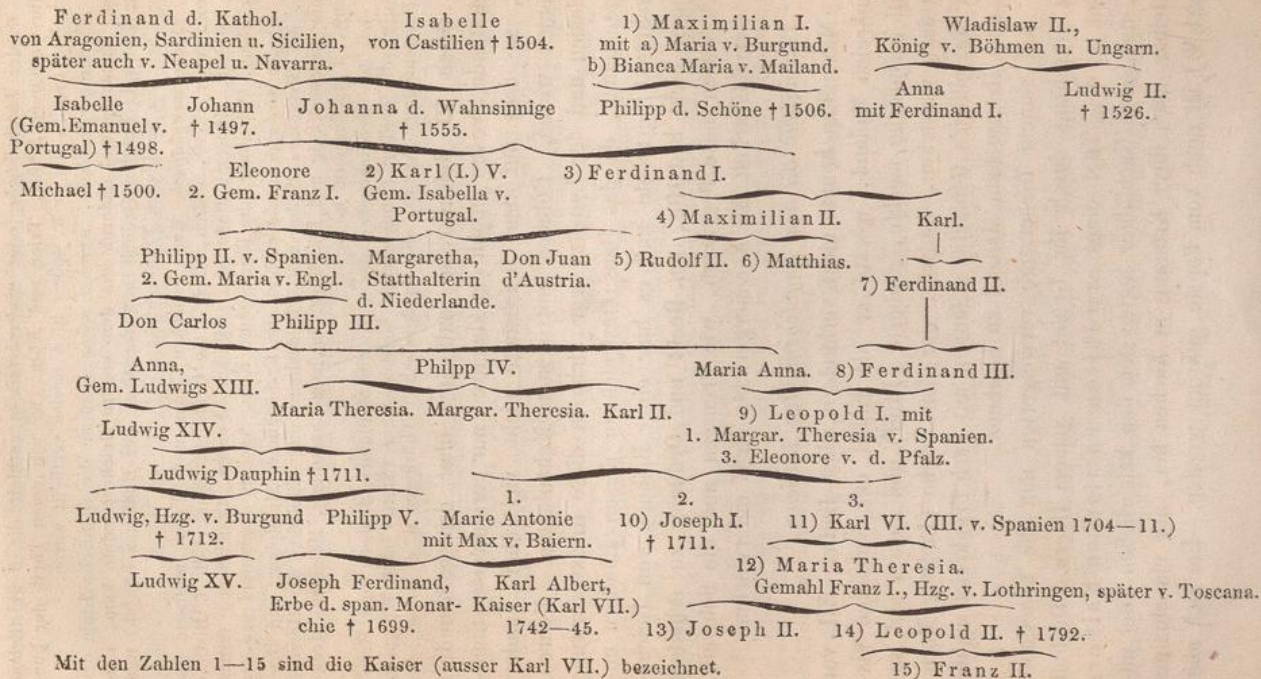 Ferdinand d. Kathol.
von Aragonien, Sardinien u. Sicilien,
später auch v. Neapel u. Navarra.
Isabelle
von Castilien † 1504.
1) Maximilian I.
mit a) Maria v. Burgund.
b) Bianca Maria v. Mailand.
Wladislaw II.,
König v. Böhmen u. Ungarn.
Isabelle
(Gem. Emanuel v.
Portugal) † 1498.
Johann
† 1497.
Johanna d. Wahnsinnige
† 1555.
Philipp d. Schöne † 1506.
Anna
mit Ferdinand I.
Ludwig II.
† 1526.
Michael † 1500.
Eleonore
2. Gem. Franz I.
2) Karl (I.) V.
Gem. Isabella v.
Portugal.
3) Ferdinand I.
4) Maximilian II.
Karl.
Philipp II. v. Spanien.
2. Gem. Maria v. Engl.
Margaretha,
Statthalterin
d. Niederlande.
Don Juan
d'Austria.
5) Rudolf II.
6) Matthias.
7) Ferdinand II.
Don Carlos
Philipp III.
Anna,
Gem. Ludwigs XIII.
Philpp IV.
Maria Anna.
8) Ferdinand III.
Maria Theresia.
Margar. Theresia.
Karl II.
Ludwig XIV.
9) Leopold I. mit
1. Margar. Theresia v. Spanien.
3. Eleonore v. d. Pfalz.
Ludwig Dauphin † 1711.
Ludwig, Hzg. v. Burgund
† 1712.
Philipp V.
1.
Marie Antonie
mit Max v. Baiern.
2.
10) Joseph I.
† 1711.
3.
11) Karl VI. (III. v. Spanien 1704—11.)
Ludwig XV.
Joseph Ferdinand,
Erbe d. span. Monar-
chie † 1699.
Karl Albert,
Kaiser (Karl VII.)
1742—45.
12) Maria Theresia.
Gemahl Franz I., Hzg. v. Lothringen, später v. Toscana.
13) Joseph II.
14) Leopold II. † 1792.
Mit den Zahlen 1—15 sind die Kaiser (ausser Karl VII.) bezeichnet.
15) Franz II.